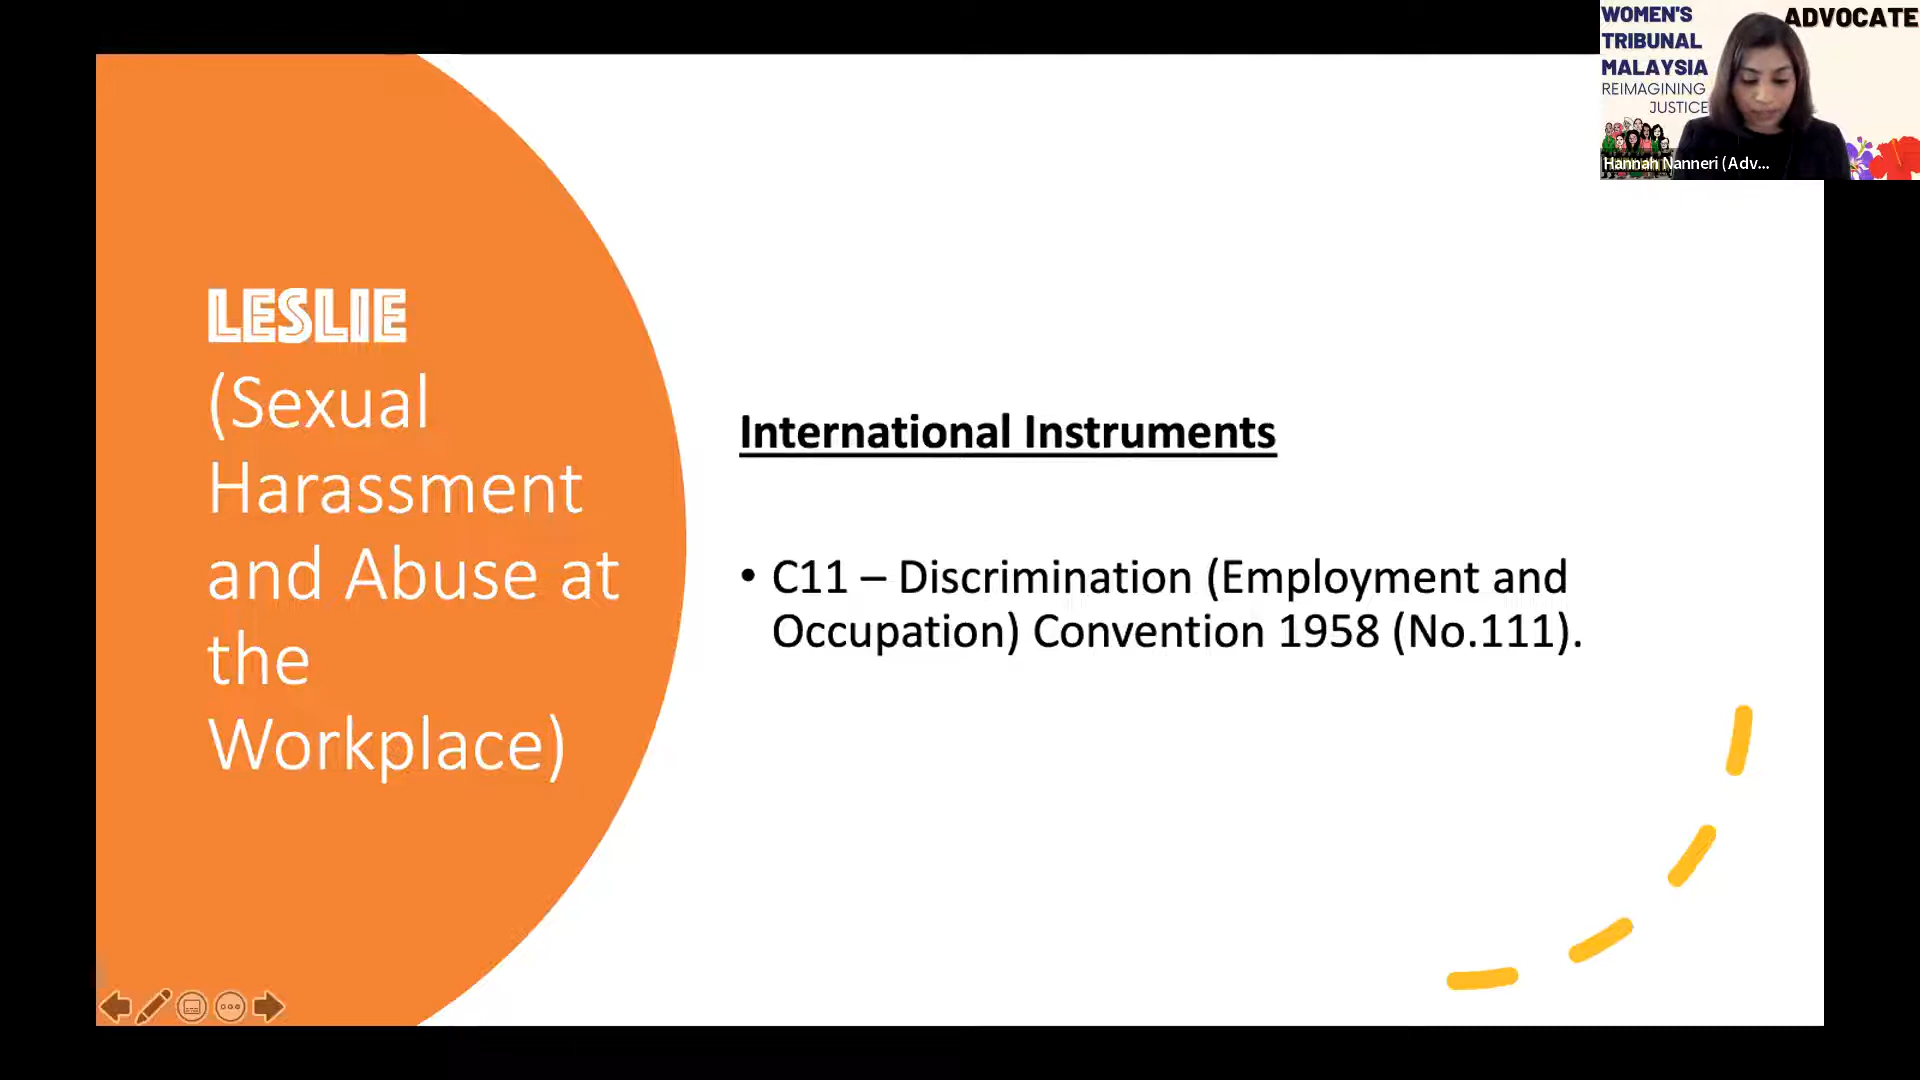 WOMEN'S
TRIBUNAL
MALAYSIA
REIMAGINING
JUSTICE
ADVOCATE
Hannah Nanneri (Adv...
LESLIE
(Sexual
Harassment
and Abuse at
the
Workplace)
International Instruments
• C11 – Discrimination (Employment and
Occupation) Convention 1958 (No.111).